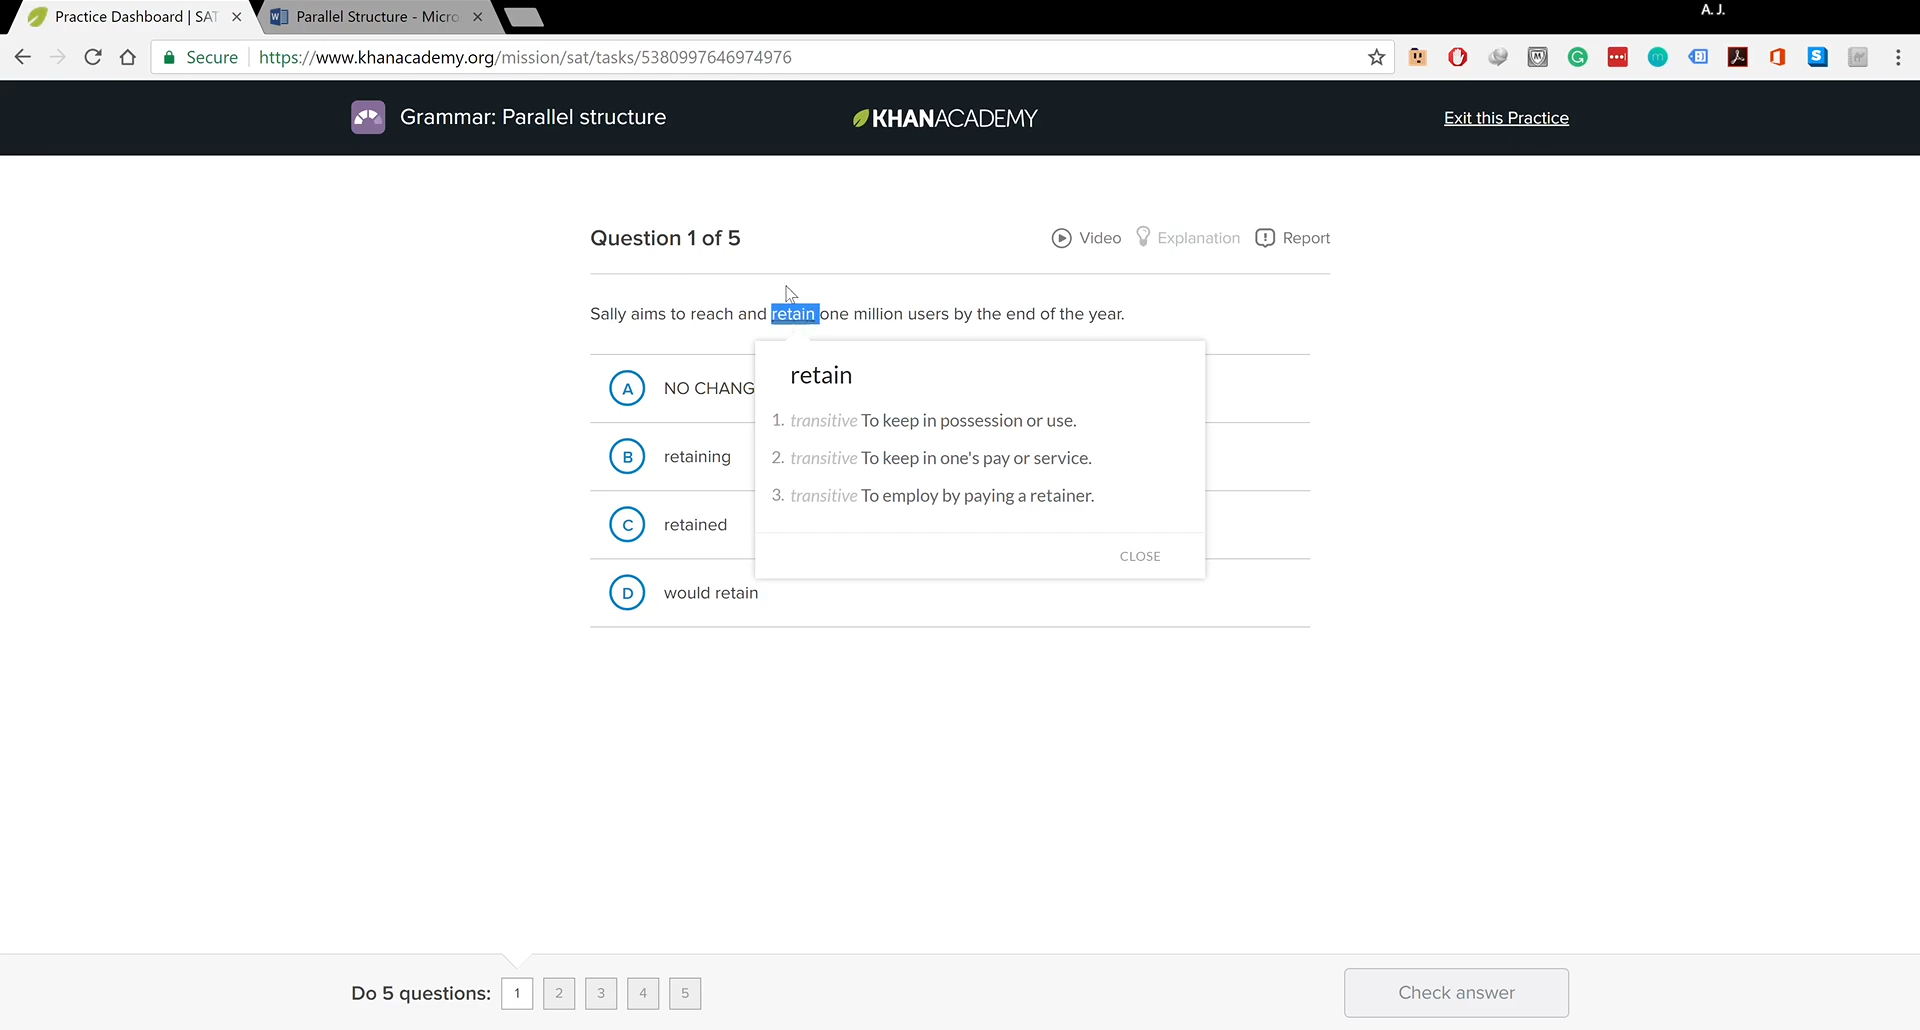 A. J.
Practice Dashboard | SAT
Parallel Structure - Micro
Secure https://www.khanacademy.org/mission/sat/tasks/5380997646974976
Grammar: Parallel structure
KHANACADEMY
Exit this Practice
Question 1 of 5
Video
Explanation
Report
Sally aims to reach and retain one million users by the end of the year.
retain
1. transitive To keep in possession or use.
2. transitive To keep in one's pay or service.
3. transitive To employ by paying a retainer.
CLOSE
A NO CHANG
B retaining
C retained
D would retain
Do 5 questions: 1 2 3 4 5
Check answer